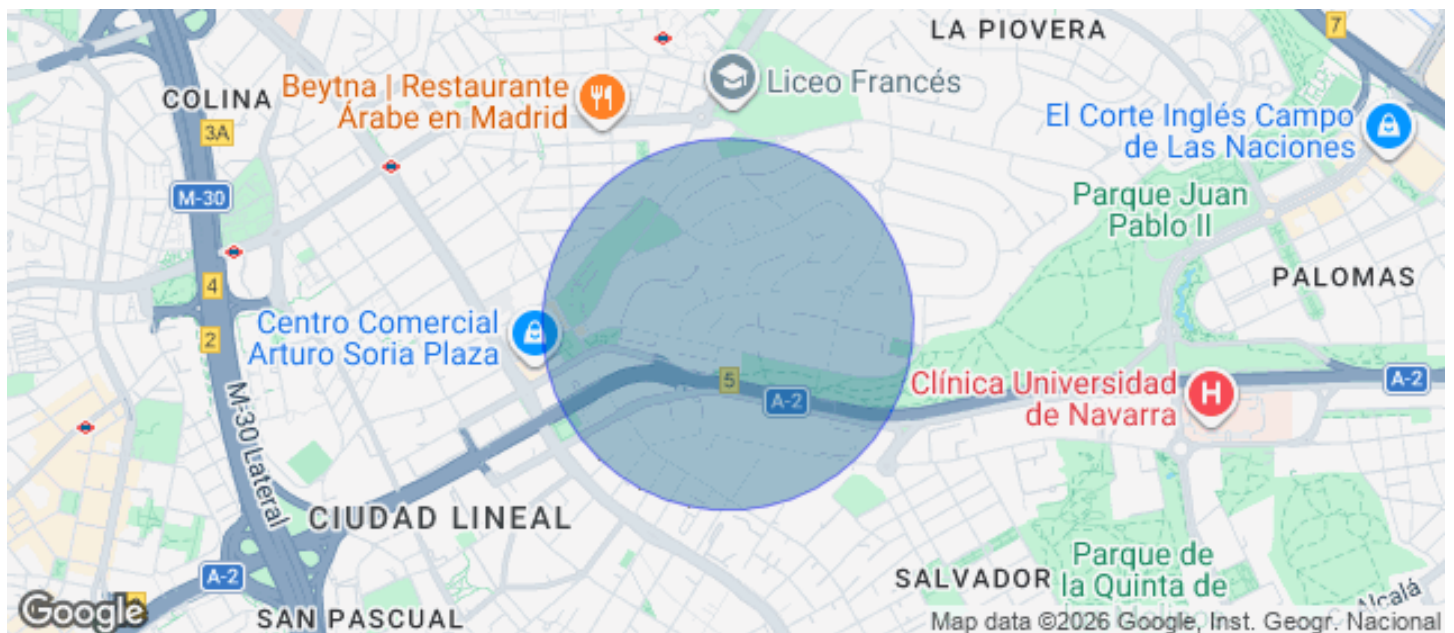 LA PIOVERA
7
COLINA
Beytna | Restaurante
Árabe en Madrid
Liceo Francés
3A
El Corte Inglés Campo
de Las Naciones
M-30
Parque Juan
Pablo II
4
PALOMAS
2
Centro Comercial
Arturo Soria Plaza
5
A-2
A-2
Clínica Universidad
de Navarra
M-30 Lateral
CIUDAD LINEAL
A-2
SALVADOR
Parque de
la Quinta de
C. Alcalá
Google
SAN PASCUAL
Map data ©2026 Google, Inst. Geogr. Nacional